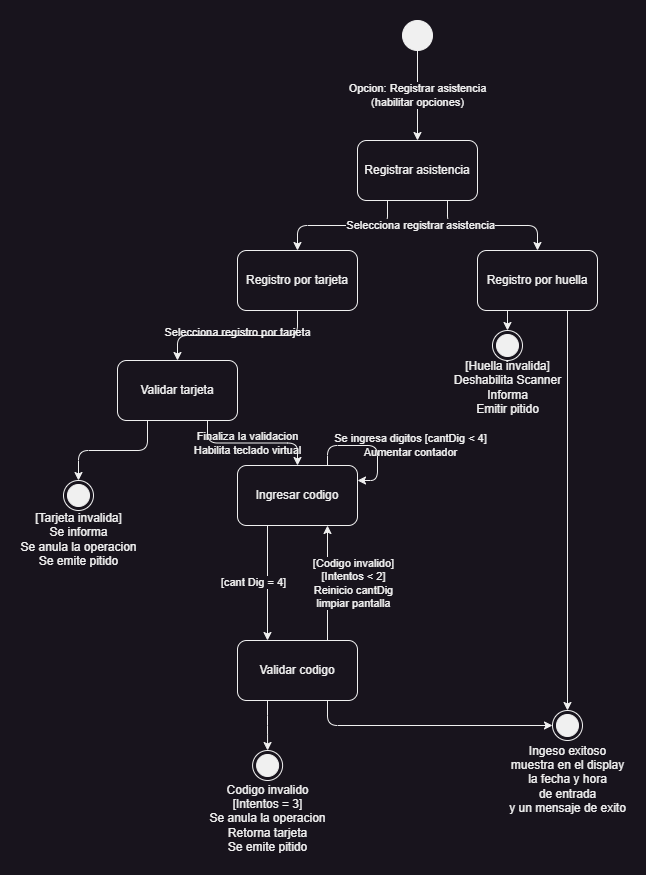 Opcion: Registrar asistencia
(habilitar opciones)
Registrar asistencia
Selecciona registrar asistencia
Registro por tarjeta
Registro por huella
Selecciona registro por tarjeta
[Huella invalida]
Deshabilita Scanner
Informa
Emitir pitido
Validar tarjeta
Finaliza la validacion
Habilita teclado virtual
Se ingresa digitos [cantDig < 4]
Aumentar contador
Ingresar codigo
[Tarjeta invalida]
Se informa
Se anula la operacion
Se emite pitido
[cant Dig = 4]
[Codigo invalido]
[Intentos < 2]
Reinicio cantDig
limpiar pantalla
Validar codigo
Codigo invalido
[Intentos = 3]
Se anula la operacion
Retorna tarjeta
Se emite pitido
Ingeso exitoso
muestra en el display
la fecha y hora
de entrada
y un mensaje de exito